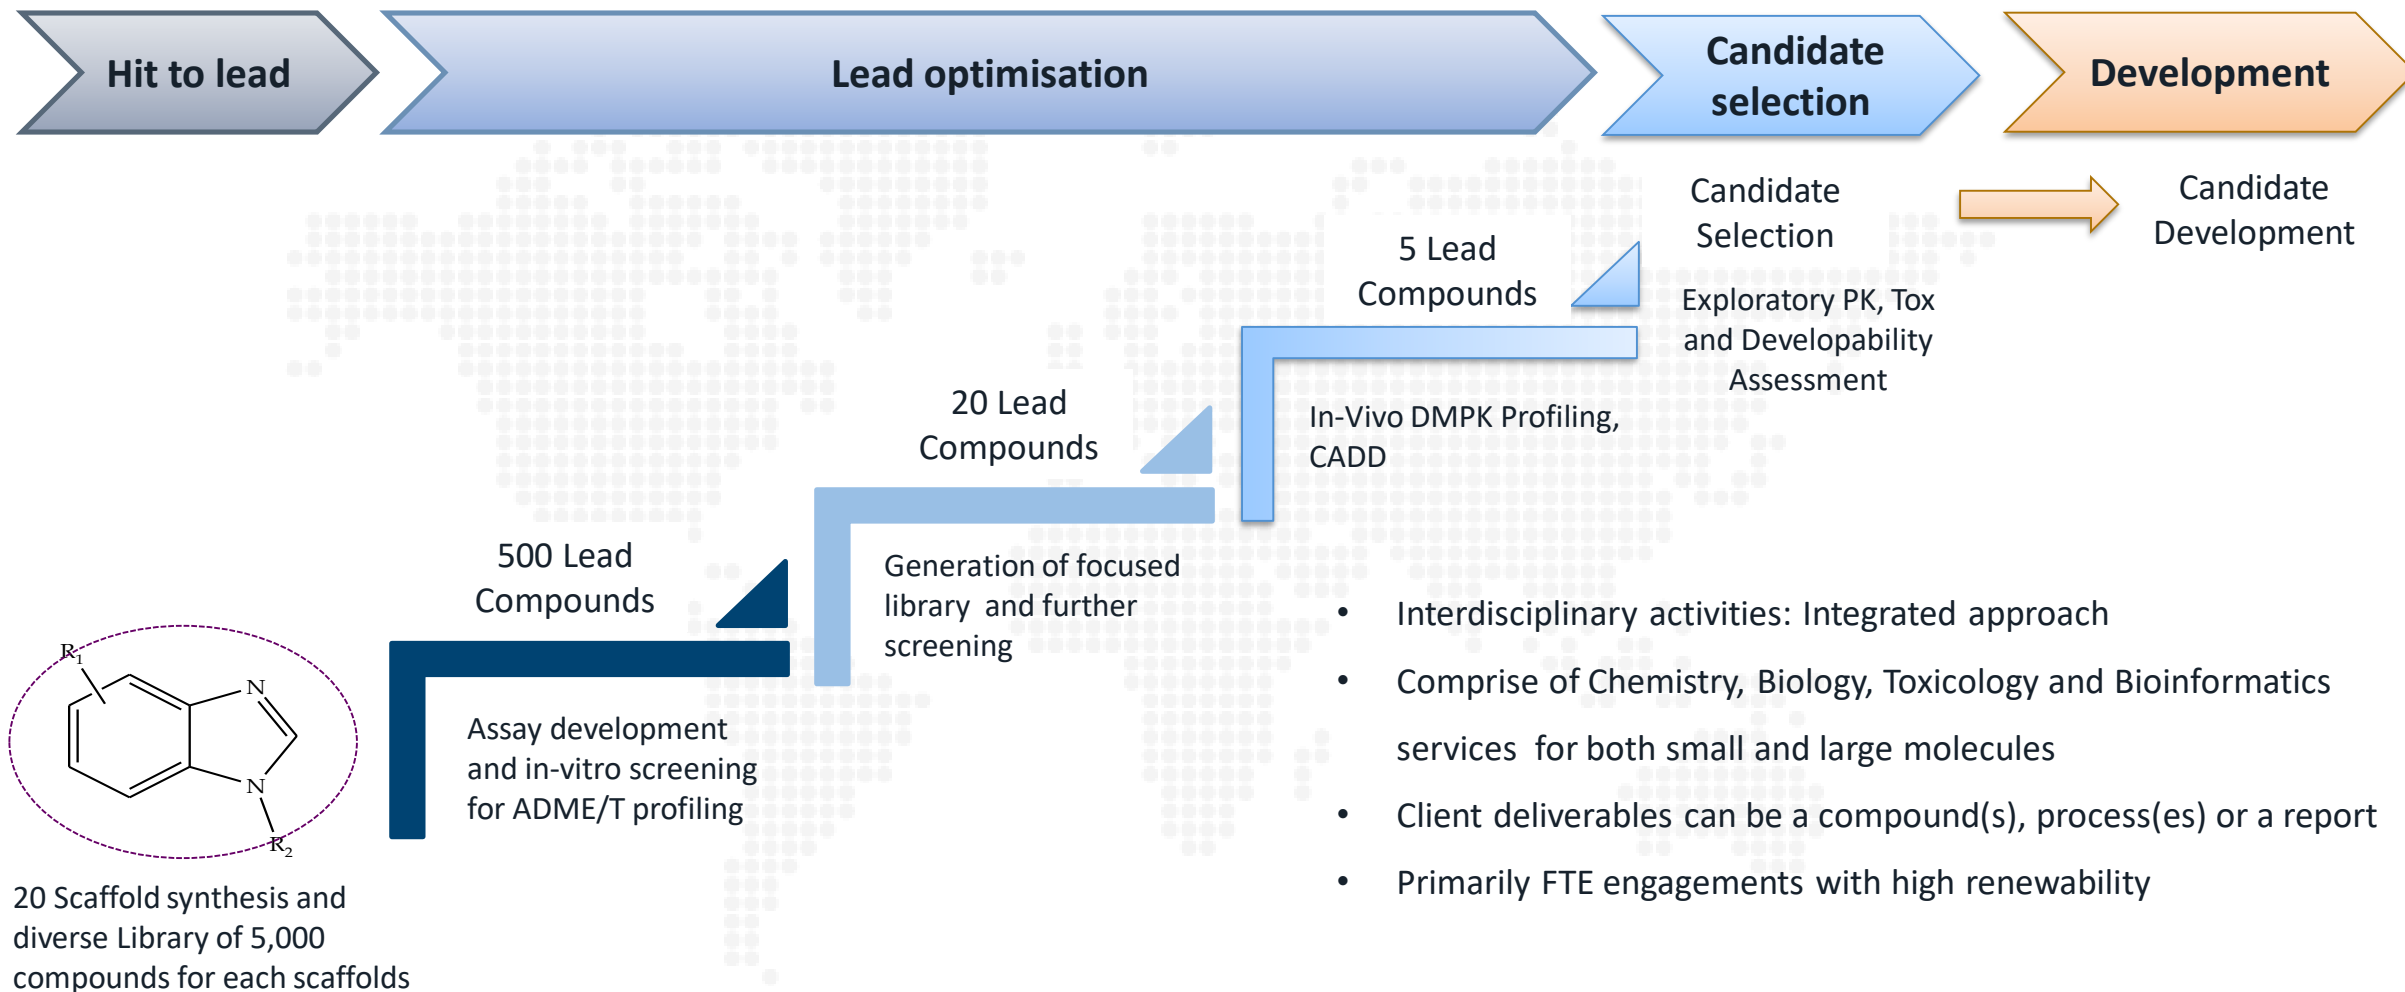 Hit to lead
Lead optimisation
Candidate
selection
Development
Candidate
Selection
Candidate
Development
5 Lead
Compounds
Exploratory PK, Tox
and Developability
Assessment
20 Lead
Compounds
In-Vivo DMPK Profiling,
CADD
500 Lead
Compounds
Generation of focused
library  and further
screening
Assay development
and in-vitro screening
for ADME/T profiling
R1
N
N
R2
20 Scaffold synthesis and
diverse Library of 5,000
compounds for each scaffolds
• Interdisciplinary activities: Integrated approach
• Comprise of Chemistry, Biology, Toxicology and Bioinformatics
services  for both small and large molecules
• Client deliverables can be a compound(s), process(es) or a report
• Primarily FTE engagements with high renewability